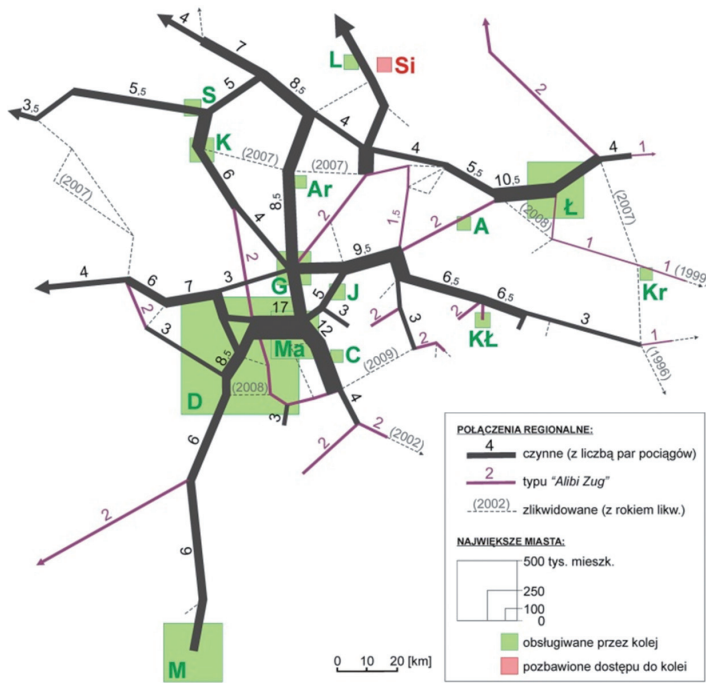 4
7
5
8,5
L
Si
2
3,5
5,5
S
K
4
4
4
1
(2007)
(2007)
(2007)
5,5
10,5
Ł
(2007)
6
Ar
8,5
2
1,5
2
A
(2008)
4
2
9,5
1
1
(1999)
4
6
7
3
G
5
J
6,5
6,5
Kr
2
3
17
12
3
2
3
2
2
KŁ
3
1
(1996)
Ma
C
8,5
(2009)
D
(2008)
3
4
2
2
(2002)
6
2
6
M
POŁĄCZENIA REGIONALNE:
4 czynne (z liczbą par pociągów)
2 typu "Alibi Zug"
(2002) zlikwidowane (z rokiem likw.)
NAJWIĘKSZE MIASTA:
500 tys. mieszk.
250
100
0
obsługiwane przez kolej
pozbawione dostępu do kolei
0 10 20 [km]